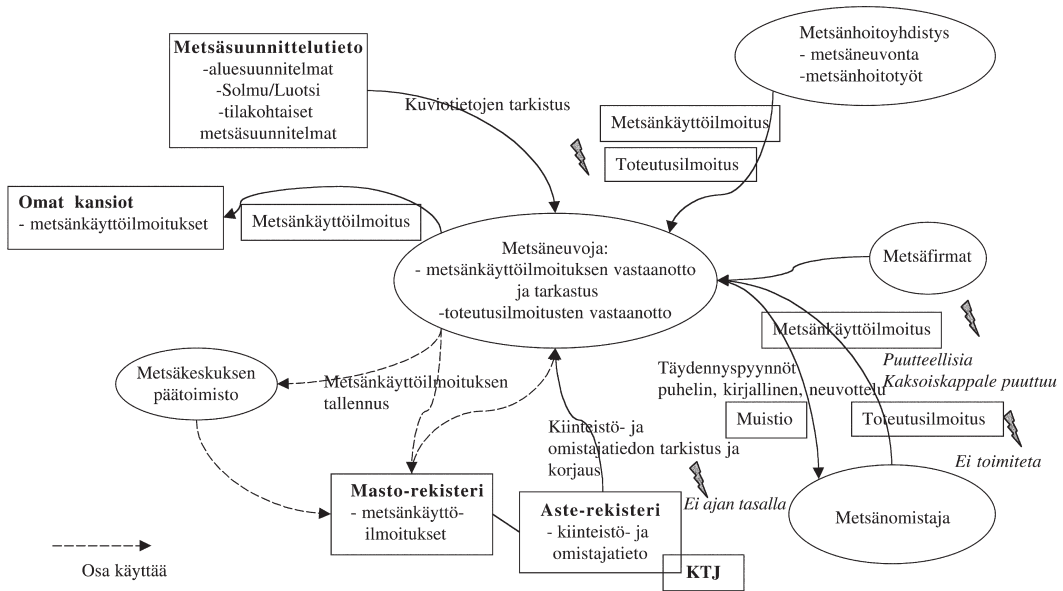 Metsäsuunnittelutieto
-aluesuunnitelmat
-Solmu/Luotsi
-tilakohtaiset
metsäsuunnitelmat
Kuviotietojen tarkistus
Metsänhoitoyhdistys
- metsäneuvonta
-metsänhoitotyöt
Metsänkäyttöilmoitus
Toteutusilmoitus
Omat kansiot
- metsänkäyttöilmoitukset
Metsänkäyttöilmoitus
Metsäneuvoja:
- metsänkäyttöilmoituksen vastaanotto
ja tarkastus
-toteutusilmoitusten vastaanotto
Metsäfirmat
Metsänkäyttöilmoitus
Puutteellisia
Kaksoiskappale puuttuu
Täydennyspyynnöt
puhelin, kirjallinen, neuvottelu
Muistio
Toteutusilmoitus
Ei toimiteta
Metsäkeskuksen
päätoimisto
Metsänkäyttöilmoituksen
tallennus
Kiinteistö- ja
omistajatiedon tarkistus ja
korjaus
Ei ajan tasalla
Masto-rekisteri
- metsänkäyttö-
ilmoitukset
Aste-rekisteri
- kiinteistö- ja
omistajatieto
KTJ
Metsänomistaja
Osa käyttää